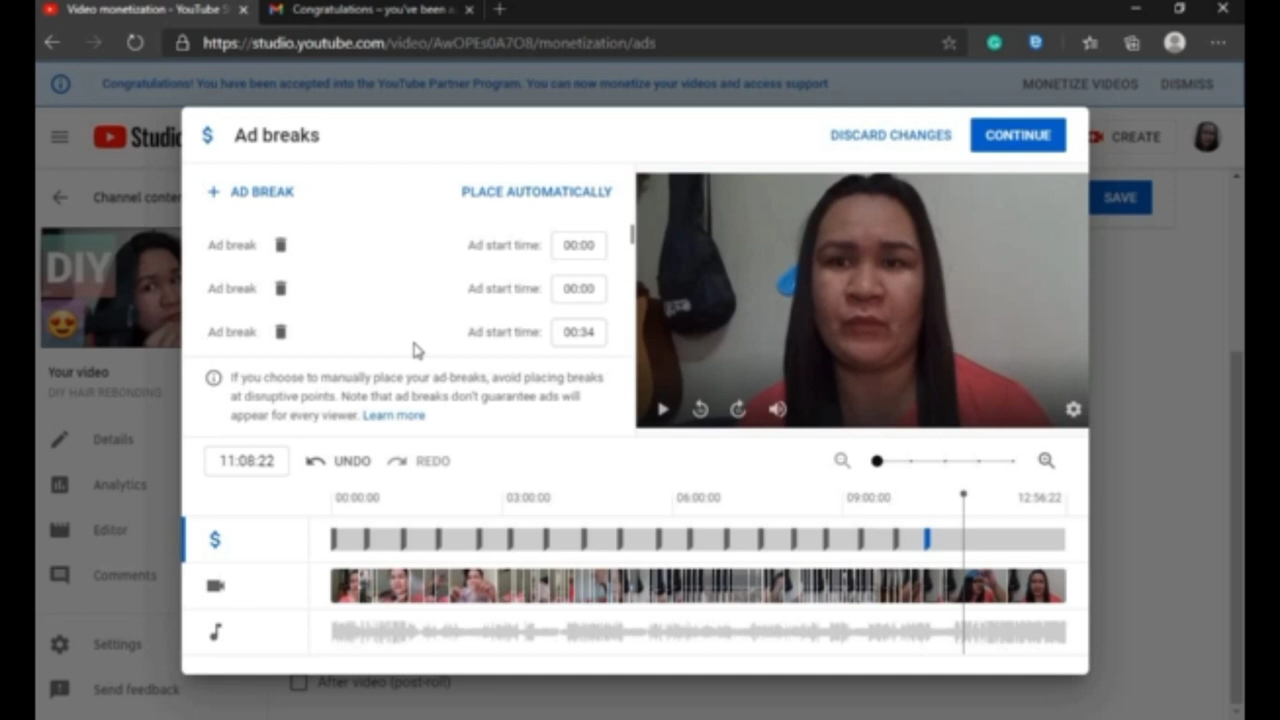 Video monetization - YouTube S
Congratulations – you've been a
https://studio.youtube.com/video/AwOPEs0A7O8/monetization/ads
Congratulations! You have been accepted into the YouTube Partner Program. You can now monetize your videos and access support
MONETIZE VIDEOS DISMISS
Studio
Ad breaks
DISCARD CHANGES CONTINUE
CREATE
Channel conten
+ AD BREAK PLACE AUTOMATICALLY
SAVE
DIY
Ad break Ad start time: 00:00
Ad break Ad start time: 00:00
Ad break Ad start time: 00:34
Your video
DIY HAIR REBONDING
If you choose to manually place your ad-breaks, avoid placing breaks
at disruptive points. Note that ad breaks don't guarantee ads will
appear for every viewer. Learn more
Details
11:08:22 UNDO REDO
Analytics
00:00:00 03:00:00 06:00:00 09:00:00 12:56:22
Editor
Comments
Settings
Send feedback
After video (post-roll)